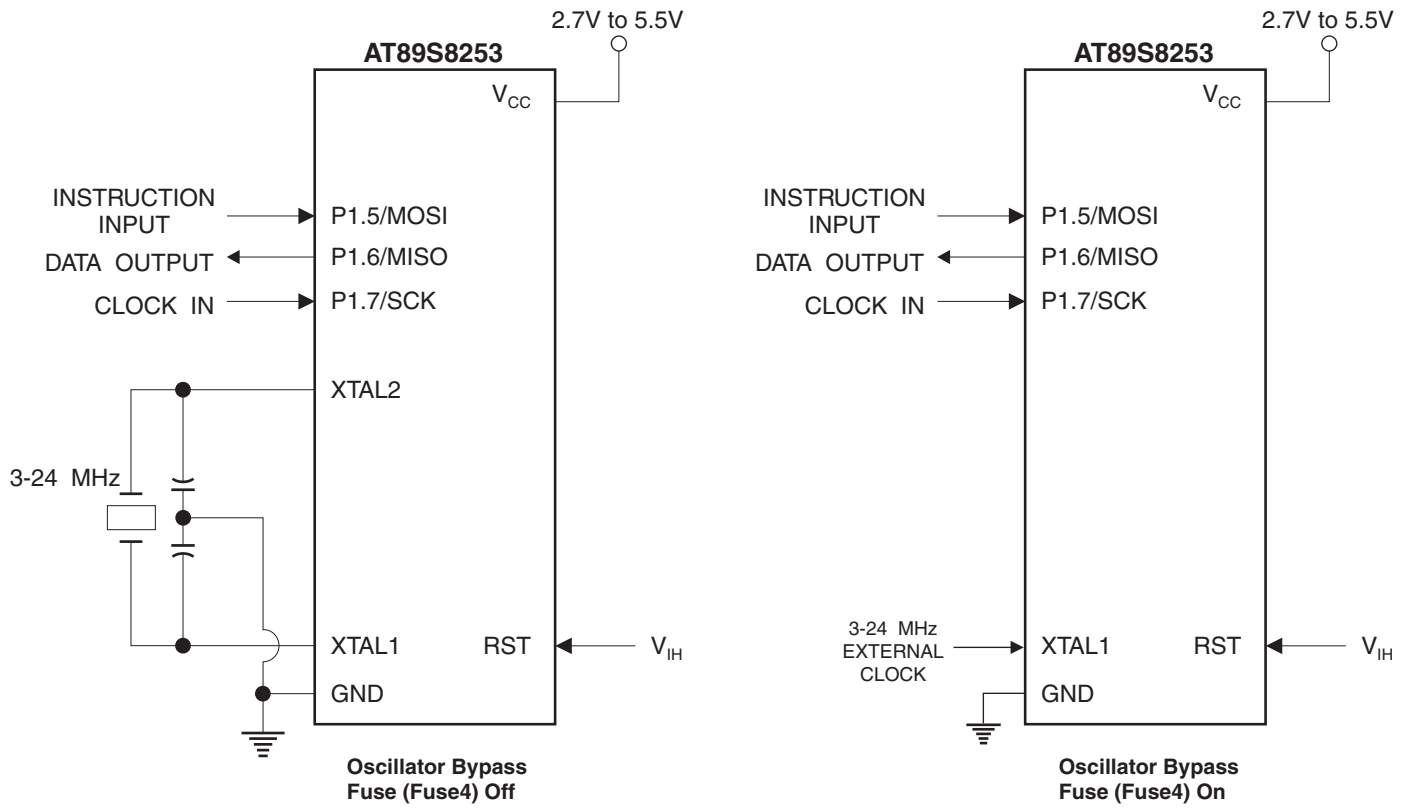 2.7V to 5.5V
AT89S8253
VCC
INSTRUCTION
INPUT
P1.5/MOSI
DATA OUTPUT
P1.6/MISO
CLOCK IN
P1.7/SCK
XTAL2
3-24 MHz
XTAL1
RST
VIH
GND
Oscillator Bypass
Fuse (Fuse4) Off
2.7V to 5.5V
AT89S8253
VCC
INSTRUCTION
INPUT
P1.5/MOSI
DATA OUTPUT
P1.6/MISO
CLOCK IN
P1.7/SCK
3-24 MHz
EXTERNAL
CLOCK
XTAL1
RST
VIH
GND
Oscillator Bypass
Fuse (Fuse4) On